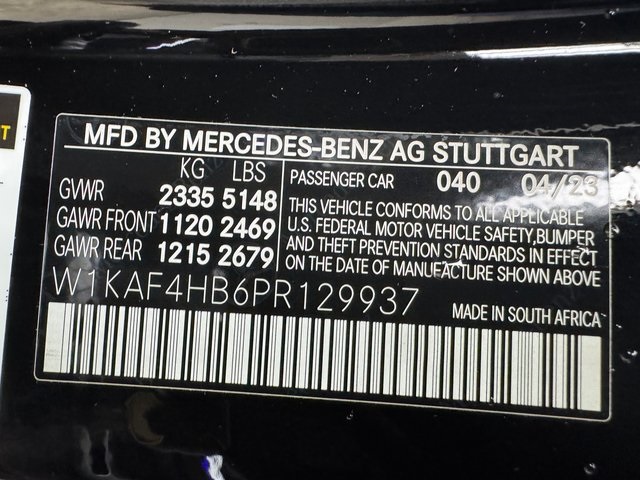 MFD BY MERCEDES-BENZ AG STUTTGART
KG LBS
GVWR 2335 5148
GAWR FRONT 1120 2469
GAWR REAR 1215 2679
PASSENGER CAR 040 04/23
THIS VEHICLE CONFORMS TO ALL APPLICABLE
U.S. FEDERAL MOTOR VEHICLE SAFETY,BUMPER
AND THEFT PREVENTION STANDARDS IN EFFECT
ON THE DATE OF MANUFACTURE SHOWN ABOVE
W1KAF4HB6PR129937
MADE IN SOUTH AFRICA